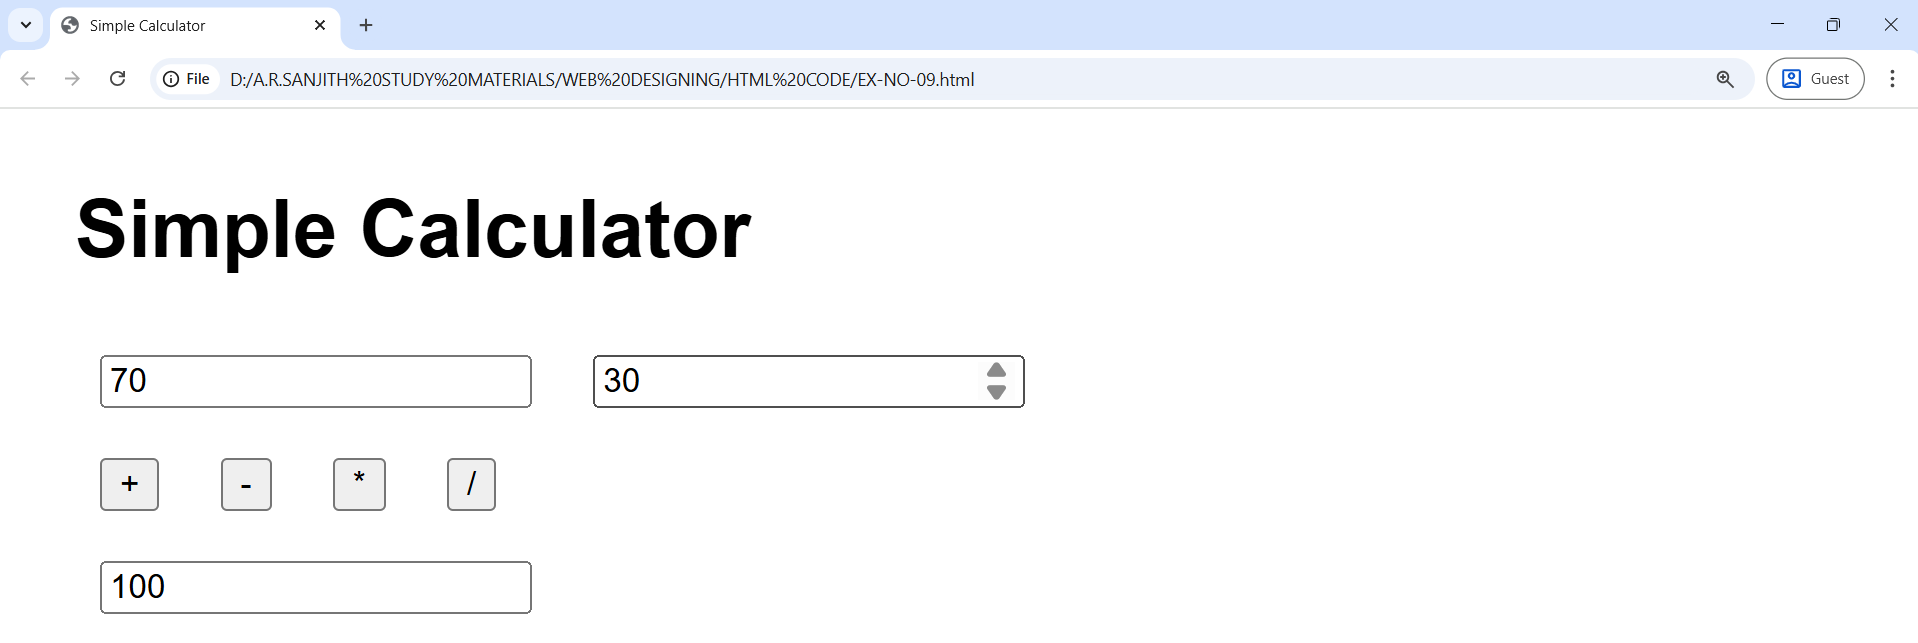 Simple Calculator
File D:/A.R.SANJITH%20STUDY%20MATERIALS/WEB%20DESIGNING/HTML%20CODE/EX-NO-09.html Guest
Simple Calculator
70 30
+ - * /
100